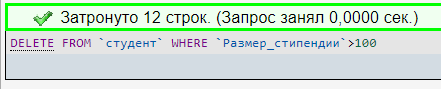 Затронуто 12 строк. (Запрос занял 0,0000 сек.)
DELETE FROM `студент` WHERE `Размер_стипендии`>100